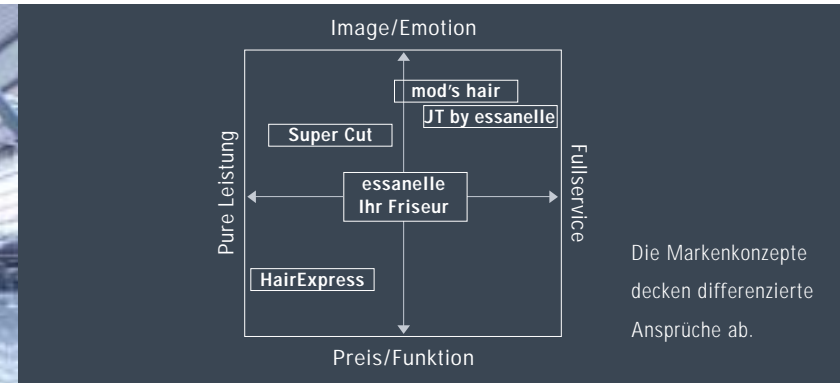 Image/Emotion
mod's hair
JT by essanelle
Super Cut
Pure Leistung
essanelle
Ihr Friseur
Fullservice
HairExpress
Die Markenkonzepte
decken differenzierte
Ansprüche ab.
Preis/Funktion